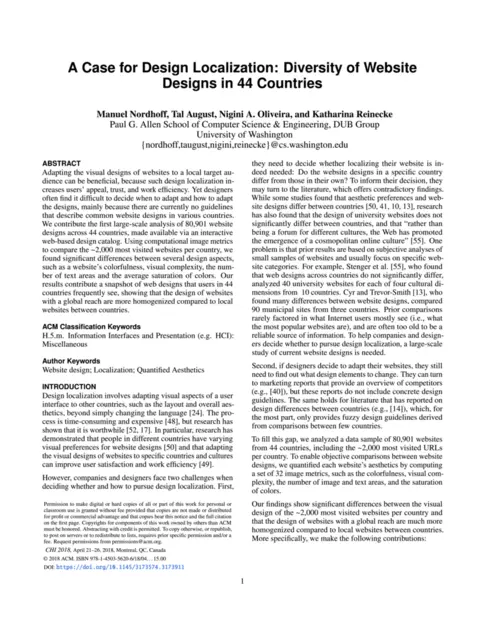 A Case for Design Localization: Diversity of Website
Designs in 44 Countries
Manuel Nordhoff, Tal August, Nigini A. Oliveira, and Katharina Reinecke
Paul G. Allen School of Computer Science & Engineering, DUB Group
University of Washington
{nordhoff,taugust,nigini,reinecke}@cs.washington.edu
ABSTRACT
Adapting the visual designs of websites to a local target au-
dience can be beneficial, because such design localization in-
creases users' appeal, trust, and work efficiency. Yet designers
often find it difficult to decide when to adapt and how to adapt
the designs, mainly because there are currently no guidelines
that describe common website designs in various countries.
We contribute the first large-scale analysis of 80,901 website
designs across 44 countries, made available via an interactive
web-based design catalog. Using computational image metrics
to compare the ~2,000 most visited websites per country, we
found significant differences between several design aspects,
such as a website's colorfulness, visual complexity, the num-
ber of text areas and the average saturation of colors. Our
results contribute a snapshot of web designs that users in 44
countries frequently see, showing that the design of websites
with a global reach are more homogenized compared to local
websites between countries.
ACM Classification Keywords
H.5.m. Information Interfaces and Presentation (e.g. HCI):
Miscellaneous
Author Keywords
Website design; Localization; Quantified Aesthetics
INTRODUCTION
Design localization involves adapting visual aspects of a user
interface to other countries, such as the layout and overall aes-
thetics, beyond simply changing the language [24]. The pro-
cess is time-consuming and expensive [48], but research has
shown that it is worthwhile [52, 17]. In particular, research has
demonstrated that people in different countries have varying
visual preferences for website designs [50] and that adapting
the visual designs of websites to specific countries and cultures
can improve user satisfaction and work efficiency [49].
However, companies and designers face two challenges when
deciding whether and how to pursue design localization. First,
Permission to make digital or hard copies of all or part of this work for personal or
classroom use is granted without fee provided that copies are not made or distributed
for profit or commercial advantage and that copies bear this notice and the full citation
on the first page. Copyrights for components of this work owned by others than ACM
must be honored. Abstracting with credit is permitted. To copy otherwise, or republish,
to post on servers or to redistribute to lists, requires prior specific permission and/or a
fee. Request permissions from permissions@acm.org.
CHI 2018, April 21–26, 2018, Montreal, QC, Canada
© 2018 ACM. ISBN 978-1-4503-5620-6/18/04. . . 15.00
DOI: https://doi.org/10.1145/3173574.3173911
they need to decide whether localizing their website is in-
deed needed: Do the website designs in a specific country
differ from those in their own? To inform their decision, they
may turn to the literature, which offers contradictory findings.
While some studies found that aesthetic preferences and web-
site designs differ between countries [50, 41, 10, 13], research
has also found that the design of university websites does not
significantly differ between countries, and that “rather than
being a forum for different cultures, the Web has promoted
the emergence of a cosmopolitan online culture” [55]. One
problem is that prior results are based on subjective analyses of
small samples of websites and usually focus on specific web-
site categories. For example, Stenger et al. [55], who found
that web designs across countries do not significantly differ,
analyzed 40 university websites for each of four cultural di-
mensions from 10 countries. Cyr and Trevor-Smith [13], who
found many differences between website designs, compared
90 municipal sites from three countries. Prior comparisons
rarely factored in what Internet users mostly see (i.e., what
the most popular websites are), and are often too old to be a
reliable source of information. To help companies and design-
ers decide whether to pursue design localization, a large-scale
study of current website designs is needed.
Second, if designers decide to adapt their websites, they still
need to find out what design elements to change. They can turn
to marketing reports that provide an overview of competitors
(e.g., [40]), but these reports do not include concrete design
guidelines. The same holds for literature that has reported on
design differences between countries (e.g., [14]), which, for
the most part, only provides fuzzy design guidelines derived
from comparisons between few countries.
To fill this gap, we analyzed a data sample of 80,901 websites
from 44 countries, including the ~2,000 most visited URLs
per country. To enable objective comparisons between website
designs, we quantified each website's aesthetics by computing
a set of 32 image metrics, such as the colorfulness, visual com-
plexity, the number of image and text areas, and the saturation
of colors.
Our findings show significant differences between the visual
design of the ~2,000 most visited websites per country and
that the design of websites with a global reach are much more
homogenized compared to local websites between countries.
More specifically, we make the following contributions:
1